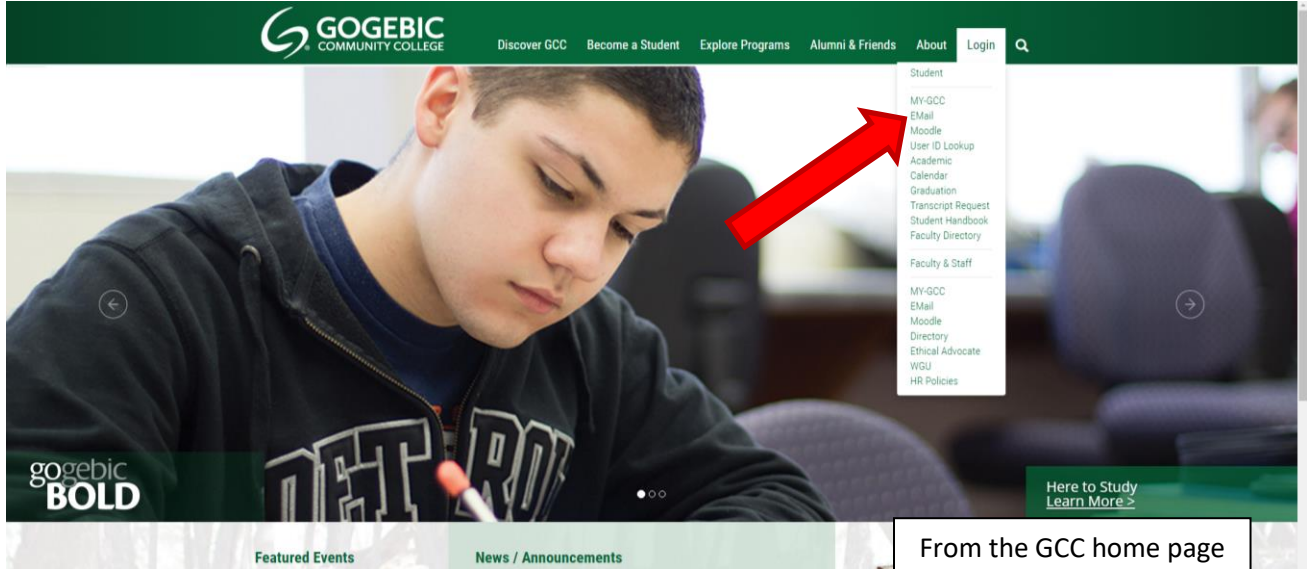 GOGEBIC
COMMUNITY COLLEGE
Discover GCC Become a Student Explore Programs Alumni & Friends About Login
Student
MY-GCC
EMail
Moodle
User ID Lookup
Academic
Calendar
Graduation
Transcript Request
Student Handbook
Faculty Directory
Faculty & Staff
MY-GCC
EMail
Moodle
Directory
Ethical Advocate
WGU
HR Policies
DETROIT
gogebic
BOLD
Here to Study
Learn More >
Featured Events News / Announcements
From the GCC home page